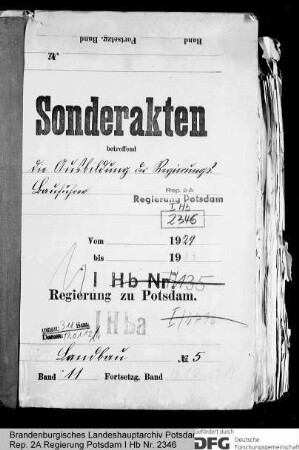 Fortsetzg. Band
Band
Sonderakten
betreffend
die Ausbildung der Regierungs-
Bauführer
Rep. 2A
Regierung Potsdam
I Hb
2346
Vom 1929
bis 19
I Hb Nr.
Regierung zu Potsdam.
I Hba
Landbau № 5
Band 11 Fortsetzg. Band
Brandenburgisches Landeshauptarchiv Potsdam
Rep. 2A Regierung Potsdam I Hb Nr. 2346
Gefördert durch
DFG Deutsche
Forschungsgemeinschaft